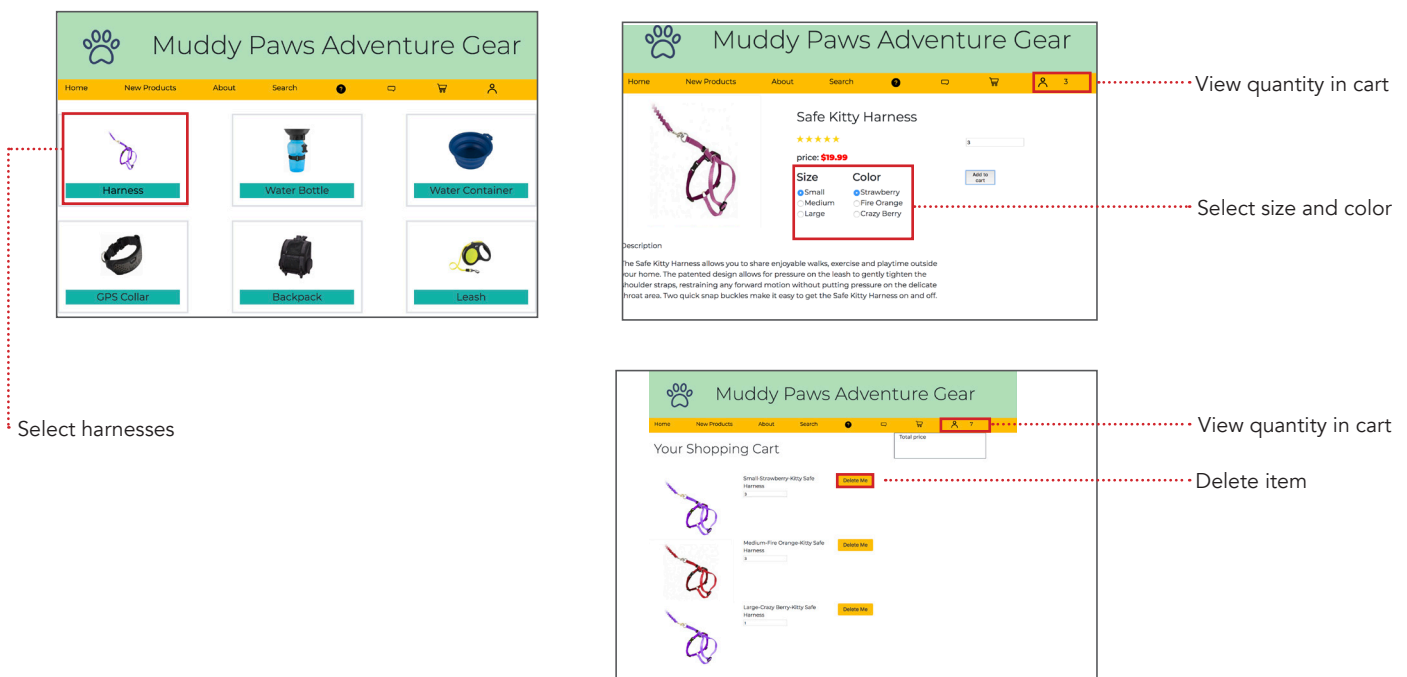 Muddy Paws Adventure Gear
Home New Products About Search ?
Harness Water Bottle Water Container
GPS Collar Backpack Leash
Select harnesses
Muddy Paws Adventure Gear
Home New Products About Search ? 3
View quantity in cart
Safe Kitty Harness
★★★★★
3
price: $19.99
Size Color
Add to
cart
Small Strawberry
Medium Fire Orange
Large Crazy Berry
Select size and color
Description
The Safe Kitty Harness allows you to share enjoyable walks, exercise and playtime outside
your home. The patented design allows for pressure on the leash to gently tighten the
shoulder straps, restraining any forward motion without putting pressure on the delicate
throat area. Two quick snap buckles make it easy to get the Safe Kitty Harness on and off.
Muddy Paws Adventure Gear
Home New Products About Search ? 7
View quantity in cart
Total price
Your Shopping Cart
Small-Strawberry-Kitty Safe
Harness
3
Delete Me
Delete item
Medium-Fire Orange-Kitty Safe
Harness
3
Delete Me
Large-Crazy Berry-Kitty Safe
Harness
1
Delete Me